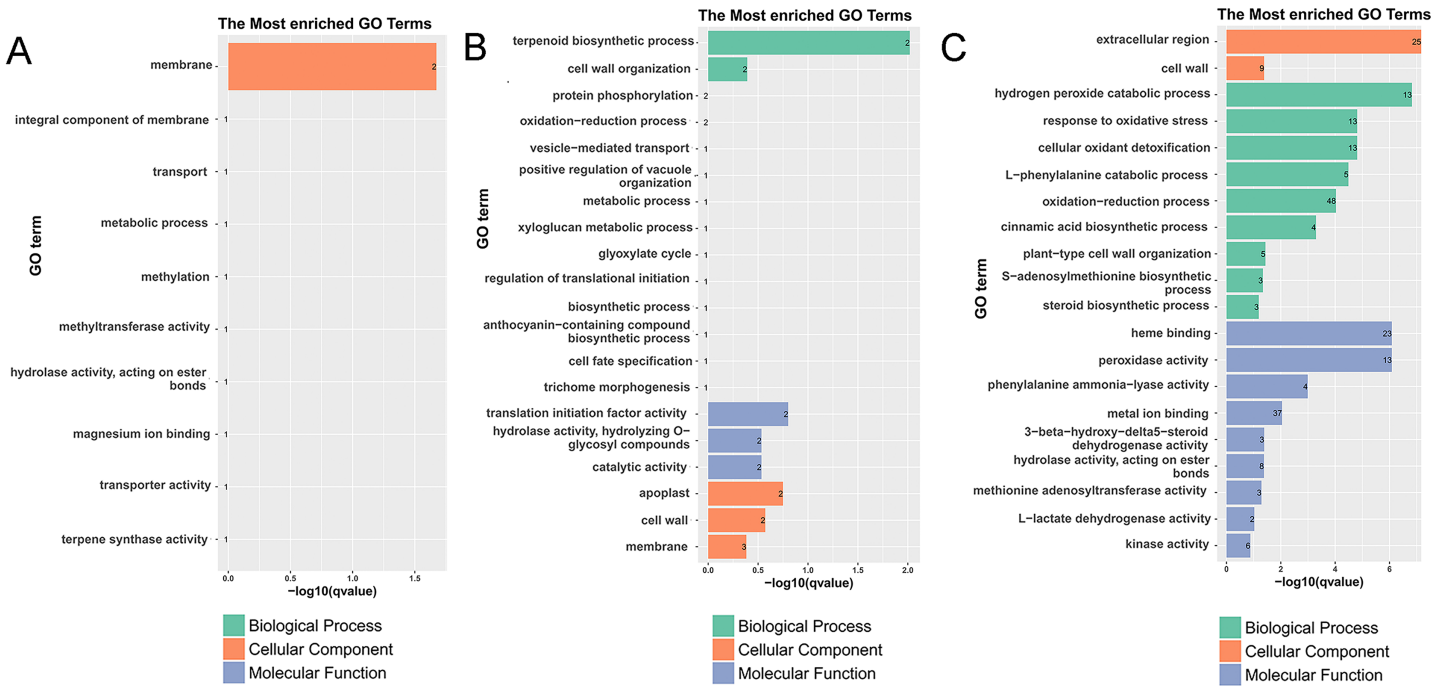 A
The Most enriched GO Terms
GO term
membrane
2
integral component of membrane
1
transport
1
metabolic process
1
methylation
1
methyltransferase activity
1
hydrolase activity, acting on ester
bonds
1
magnesium ion binding
1
transporter activity
1
terpene synthase activity
1
0.0 0.5 1.0 1.5
−log10(qvalue)
Biological Process
Cellular Component
Molecular Function
B
The Most enriched GO Terms
GO term
terpenoid biosynthetic process
2
cell wall organization
2
protein phosphorylation
2
oxidation−reduction process
2
vesicle−mediated transport
1
positive regulation of vacuole
organization
1
metabolic process
1
xyloglucan metabolic process
1
glyoxylate cycle
1
regulation of translational initiation
1
biosynthetic process
1
anthocyanin−containing compound
biosynthetic process
1
cell fate specification
1
trichome morphogenesis
1
translation initiation factor activity
2
hydrolase activity, hydrolyzing O−
glycosyl compounds
2
catalytic activity
2
apoplast
2
cell wall
2
membrane
3
0.0 0.5 1.0 1.5 2.0
−log10(qvalue)
Biological Process
Cellular Component
Molecular Function
C
The Most enriched GO Terms
GO term
extracellular region
25
cell wall
9
hydrogen peroxide catabolic process
13
response to oxidative stress
13
cellular oxidant detoxification
13
L−phenylalanine catabolic process
5
oxidation−reduction process
48
cinnamic acid biosynthetic process
4
plant−type cell wall organization
5
S−adenosylmethionine biosynthetic
process
3
steroid biosynthetic process
3
heme binding
23
peroxidase activity
13
phenylalanine ammonia−lyase activity
4
metal ion binding
37
3−beta−hydroxy−delta5−steroid
dehydrogenase activity
3
hydrolase activity, acting on ester
bonds
8
methionine adenosyltransferase activity
3
L−lactate dehydrogenase activity
2
kinase activity
6
0 2 4 6
−log10(qvalue)
Biological Process
Cellular Component
Molecular Function